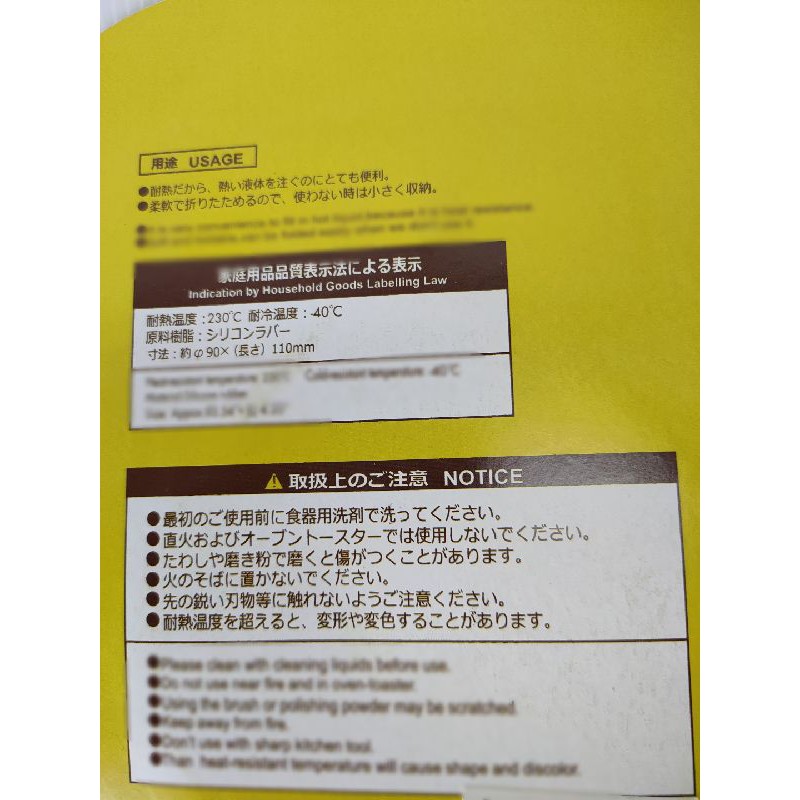 用途 USAGE
●耐熱だから、熱い液体を注ぐのにとても便利。
●柔軟で折りたためるので、使わない時は小さく収納。
家庭用品品質表示法による表示
Indication by Household Goods Labelling Law
耐熱温度:230℃ 耐冷温度:-40℃
原料樹脂:シリコンラバー
寸法:約φ90×(長さ)110mm
⚠取扱上のご注意 NOTICE
●最初のご使用前に食器用洗剤で洗ってください。
●直火およびオーブントースターでは使用しないでください。
●たわしや磨き粉で磨くと傷がつくことがあります。
●火のそばに置かないでください。
●先の鋭い刃物等に触れないようご注意ください。
●耐熱温度を超えると、変形や変色することがあります。
●Please clean with cleaning liquids before use.
●Do not use near fire and in oven-toaster.
●Using the brush or polishing powder may be scratched.
●Keep away from fire.
●Don't use with sharp kitchen tool.
●Than heat-resistant temperature will cause shape and discolor.